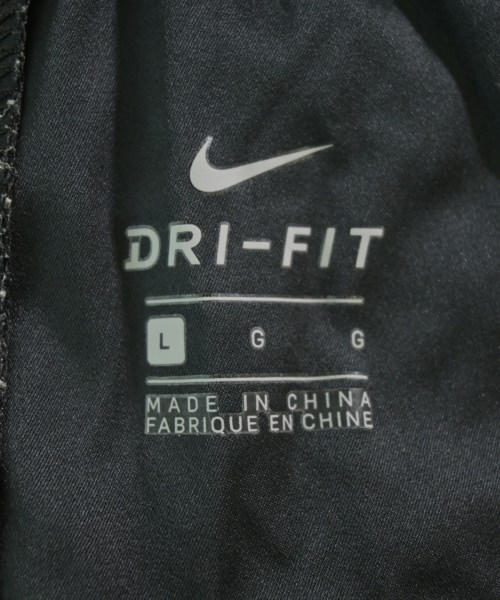 DRI-FIT
L G G
MADE IN CHINA
FABRIQUE EN CHINE